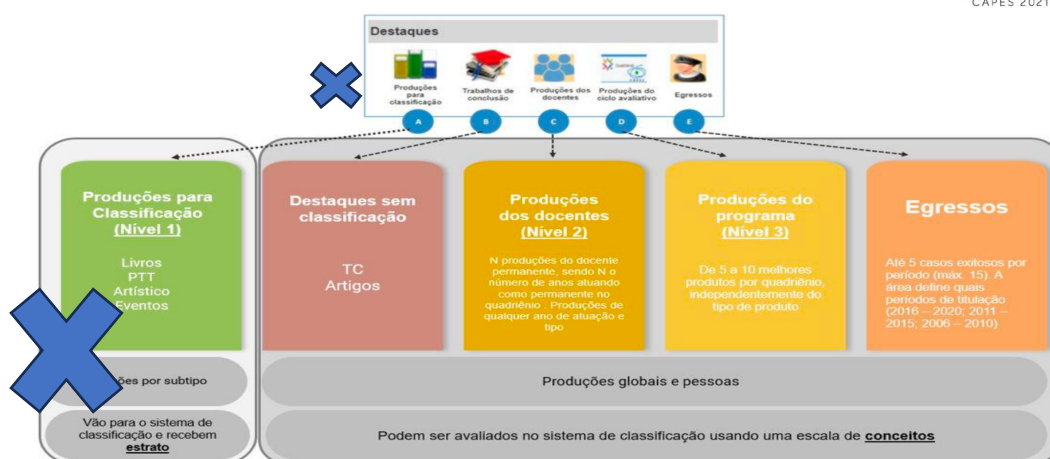 CAPES 2021
Destaques
Produções
para
classificação
Trabalhos de
conclusão
Produções dos
docentes
Produções do
ciclo avaliativo
Egressos
A
B
C
D
E
Produções para
Classificação
(Nível 1)
Livros
PTT
Artístico
Eventos
Destaques sem
classificação
TC
Artigos
Produções
dos docentes
(Nível 2)
N produções do docente
permanente, sendo N o
número de anos atuando
como permanente no
quadriênio . Produções de
qualquer ano de atuação e
tipo
Produções do
programa
(Nível 3)
De 5 a 10 melhores
produtos por quadriênio,
independentemente do
tipo de produto
Egressos
Até 5 casos exitosos por
período (máx. 15). A
área define quais
períodos de titulação
(2016 – 2020; 2011 –
2015; 2006 – 2010)
ões por subtipo
Produções globais e pessoas
Vão para o sistema de
classificação e recebem
estrato
Podem ser avaliados no sistema de classificação usando uma escala de conceitos